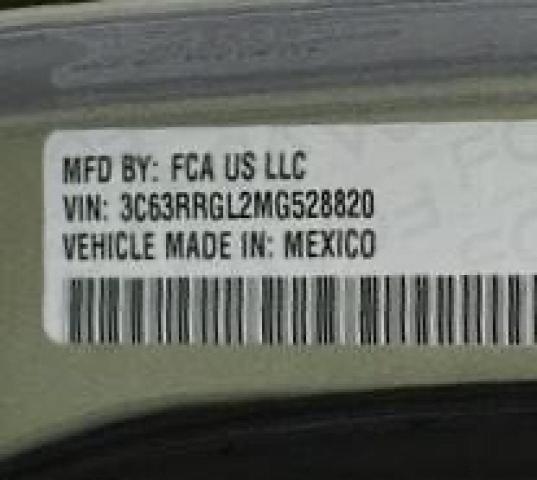 MFD BY: FCA US LLC
VIN: 3C63RRGL2MG528820
VEHICLE MADE IN: MEXICO